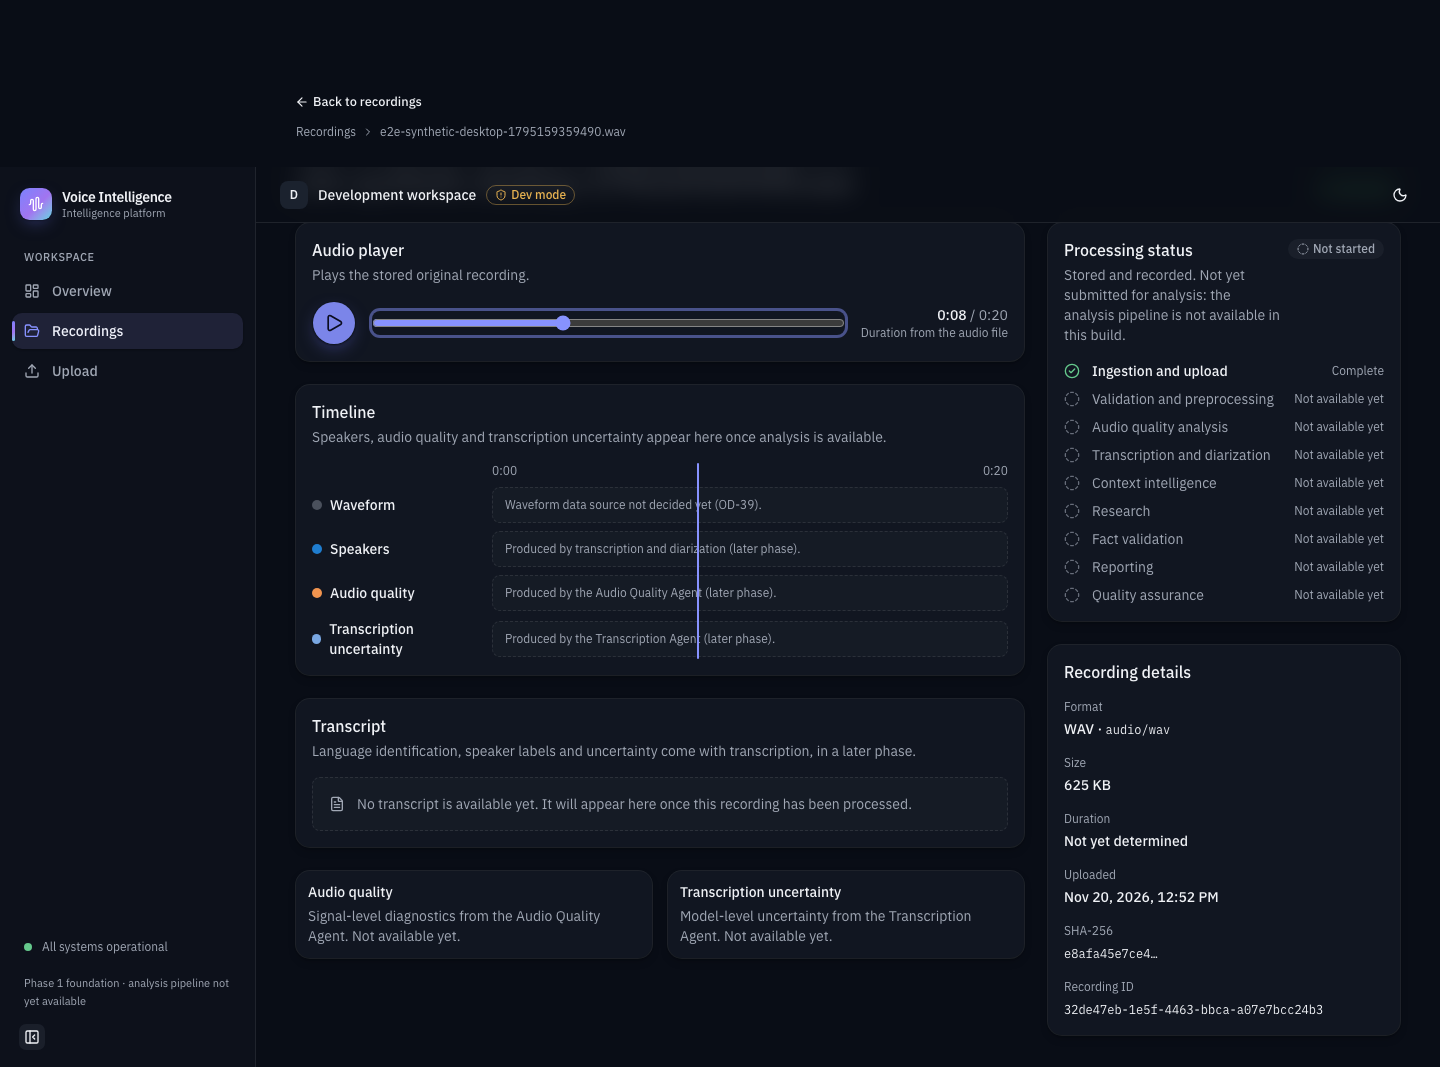 Back to recordings
Recordings > e2e-synthetic-desktop-1795159359490.wav
Voice Intelligence
Intelligence platform
WORKSPACE
Overview
Recordings
Upload
All systems operational
Phase 1 foundation · analysis pipeline not
yet available
D Development workspace Dev mode
Audio player
Plays the stored original recording.
0:08 / 0:20
Duration from the audio file
Timeline
Speakers, audio quality and transcription uncertainty appear here once analysis is available.
0:00 0:20
Waveform Waveform data source not decided yet (OD-39).
Speakers Produced by transcription and diarization (later phase).
Audio quality Produced by the Audio Quality Agent (later phase).
Transcription
uncertainty
Produced by the Transcription Agent (later phase).
Transcript
Language identification, speaker labels and uncertainty come with transcription, in a later phase.
No transcript is available yet. It will appear here once this recording has been processed.
Audio quality
Signal-level diagnostics from the Audio Quality
Agent. Not available yet.
Transcription uncertainty
Model-level uncertainty from the Transcription
Agent. Not available yet.
Processing status Not started
Stored and recorded. Not yet
submitted for analysis: the
analysis pipeline is not available in
this build.
Ingestion and upload Complete
Validation and preprocessing Not available yet
Audio quality analysis Not available yet
Transcription and diarization Not available yet
Context intelligence Not available yet
Research Not available yet
Fact validation Not available yet
Reporting Not available yet
Quality assurance Not available yet
Recording details
Format
WAV · audio/wav
Size
625 KB
Duration
Not yet determined
Uploaded
Nov 20, 2026, 12:52 PM
SHA-256
e8afa45e7ce4…
Recording ID
32de47eb-1e5f-4463-bbca-a07e7bcc24b3